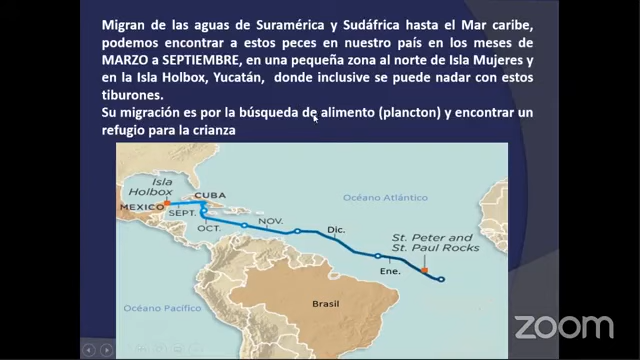 Migran de las aguas de Suramérica y Sudáfrica hasta el Mar caribe,
podemos encontrar a estos peces en nuestro país en los meses de
MARZO a SEPTIEMBRE, en una pequeña zona al norte de Isla Mujeres y
en la Isla Holbox, Yucatán, donde inclusive se puede nadar con estos
tiburones.
Su migración es por la búsqueda de alimento (plancton) y encontrar un
refugio para la crianza
Isla
Holbox
CUBA
MEXICO
SEPT.
OCT.
NOV.
Dic.
Océano Atlántico
St. Peter and
St. Paul Rocks
Ene.
Brasil
Océano Pacífico
zoom